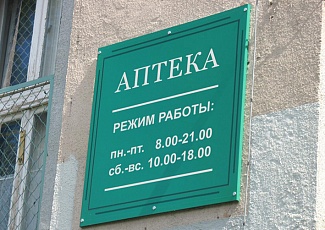 АПТЕКА
РЕЖИМ РАБОТЫ:
пн.-пт. 8.00-21.00
сб.-вс. 10.00-18.00